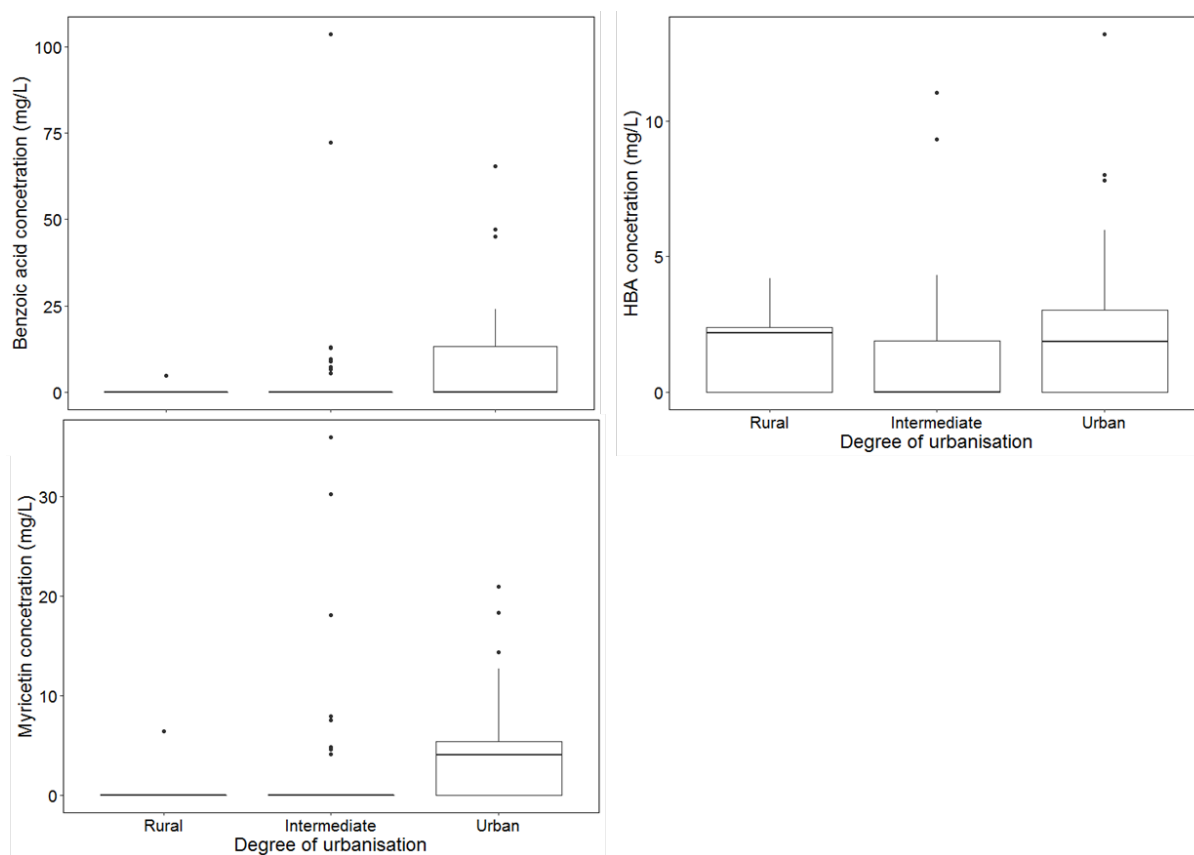 Benzoic acid concetration (mg/L)
100
75
50
25
0
HBA concetration (mg/L)
10
5
0
Rural Intermediate Urban
Degree of urbanisation
Myricetin concetration (mg/L)
30
20
10
0
Rural Intermediate Urban
Degree of urbanisation